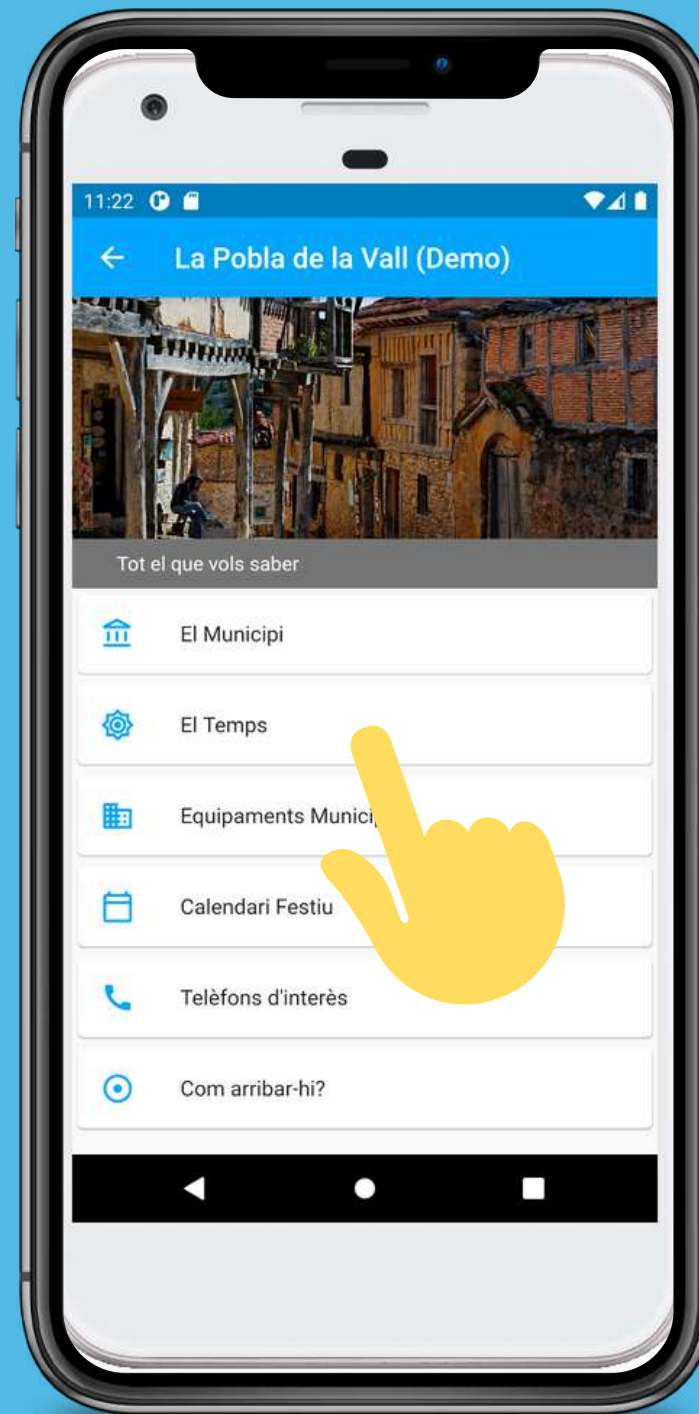 11:22
La Pobla de la Vall (Demo)
Tot el que vols saber
El Municipi
El Temps
Equipaments
Calendari Festiu
Telèfons d'interès
Com arribar-hi?